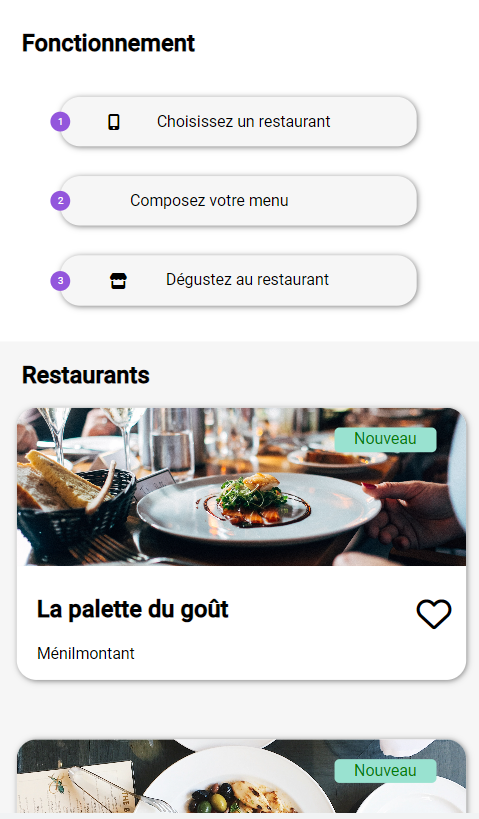 Fonctionnement
1 Choisissez un restaurant
2 Composez votre menu
3 Dégustez au restaurant
Restaurants
Nouveau
La palette du goût
Ménilmontant
Nouveau